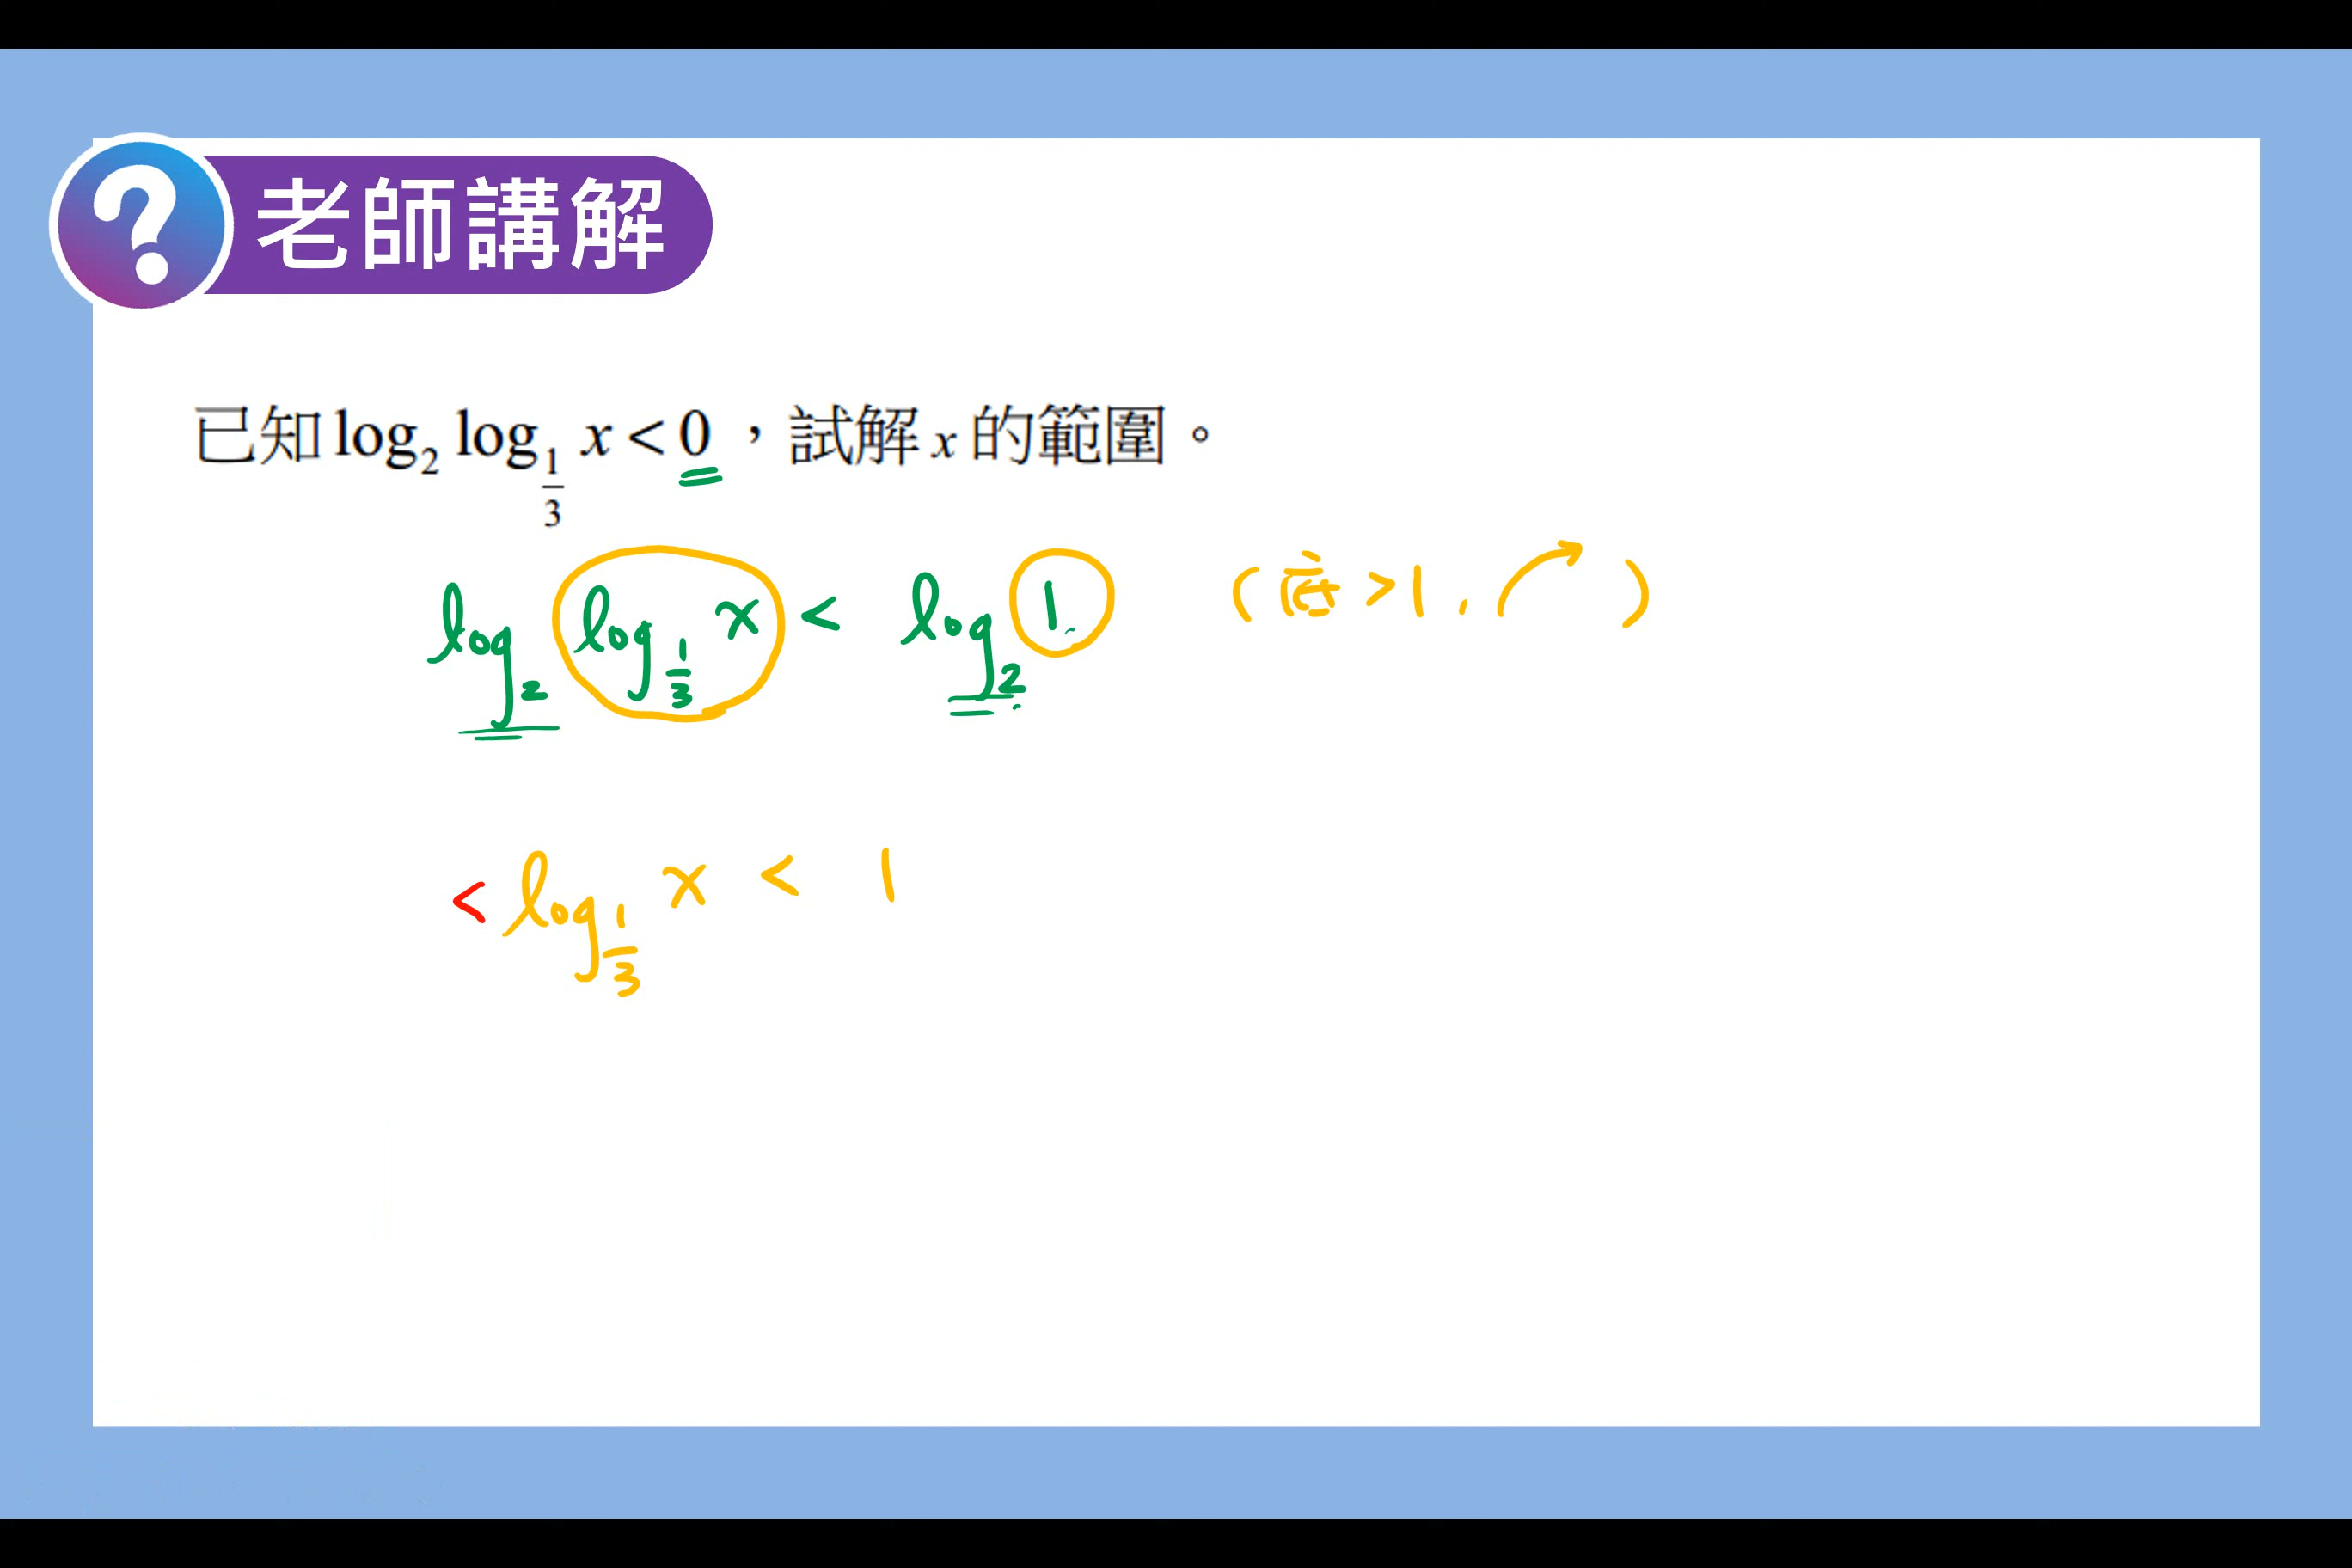 老師講解
已知 log₂ log_{1/3} x < 0，試解 x 的範圍。
log₂ log_{1/3} x < log₂ 1 (底>1, )
< log_{1/3} x < 1